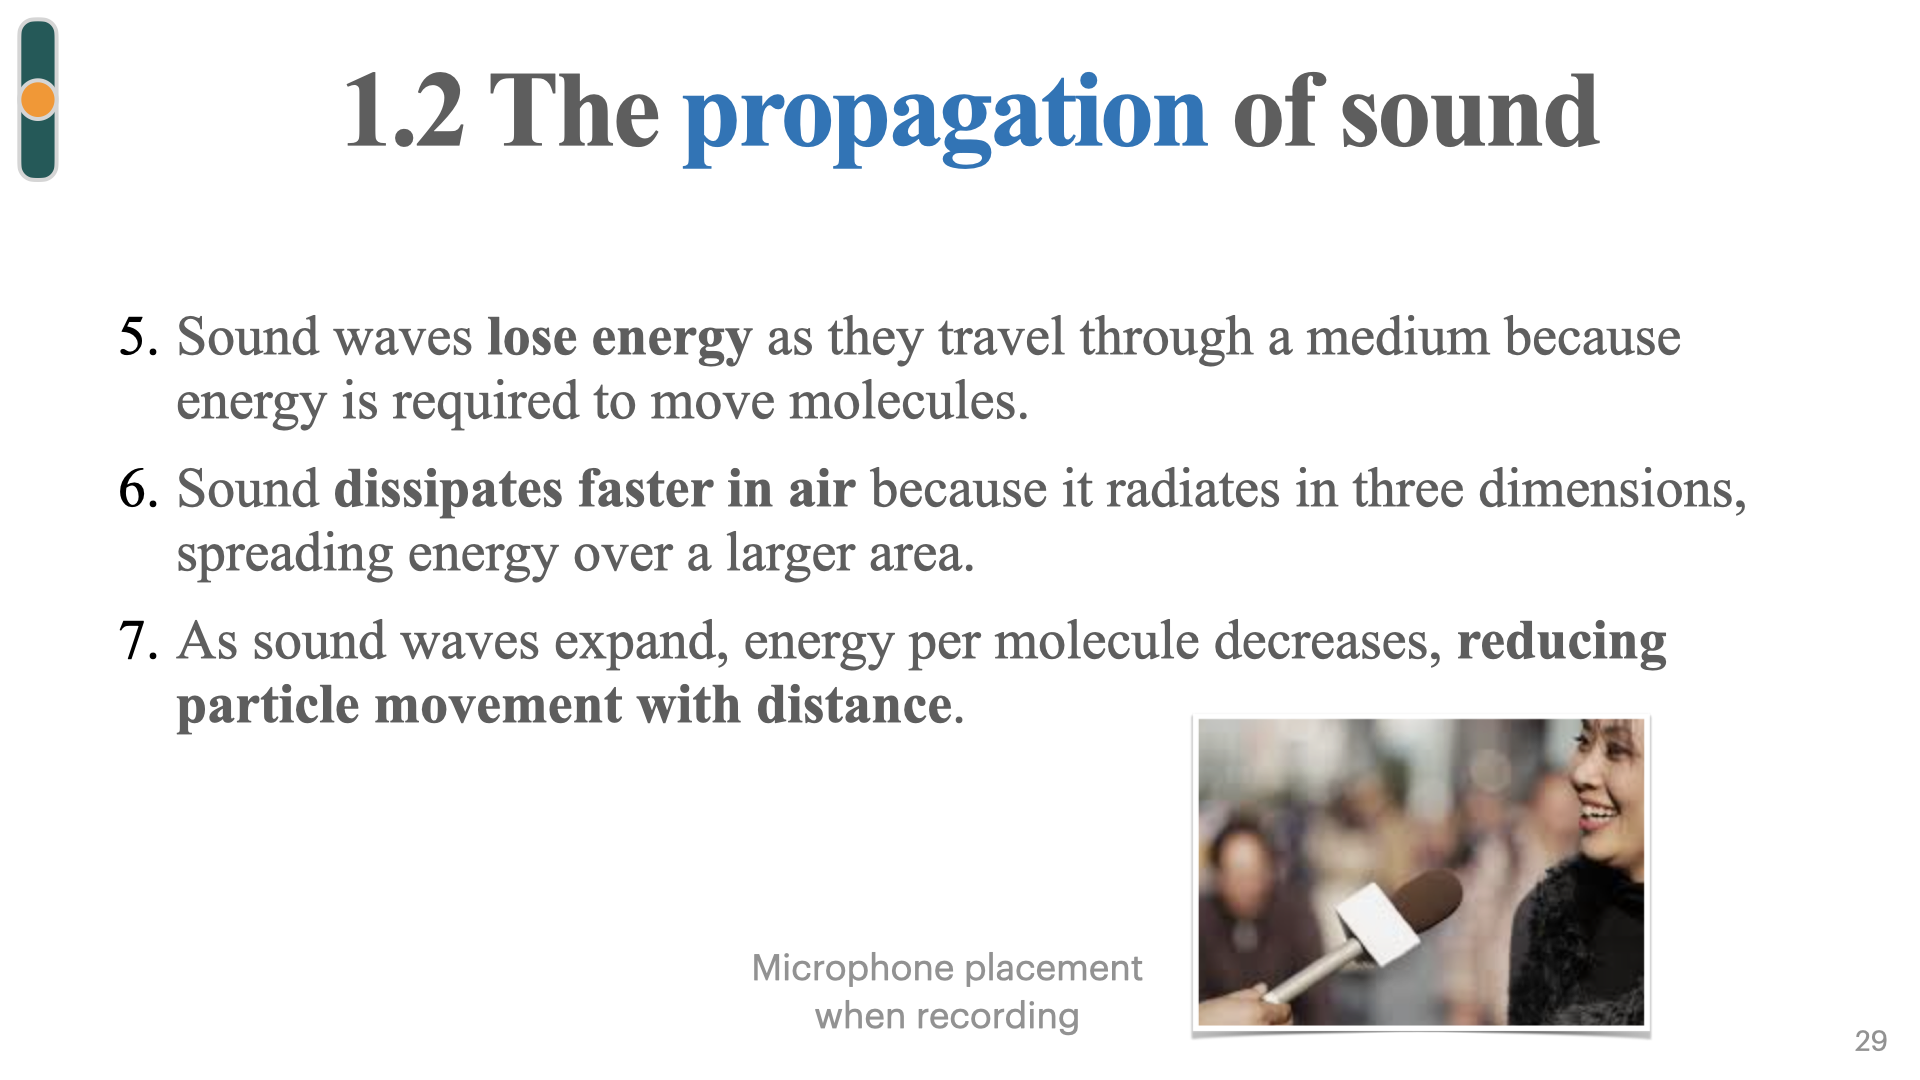 1.2 The propagation of sound
5. Sound waves lose energy as they travel through a medium because
energy is required to move molecules.
6. Sound dissipates faster in air because it radiates in three dimensions,
spreading energy over a larger area.
7. As sound waves expand, energy per molecule decreases, reducing
particle movement with distance.
Microphone placement
when recording
29